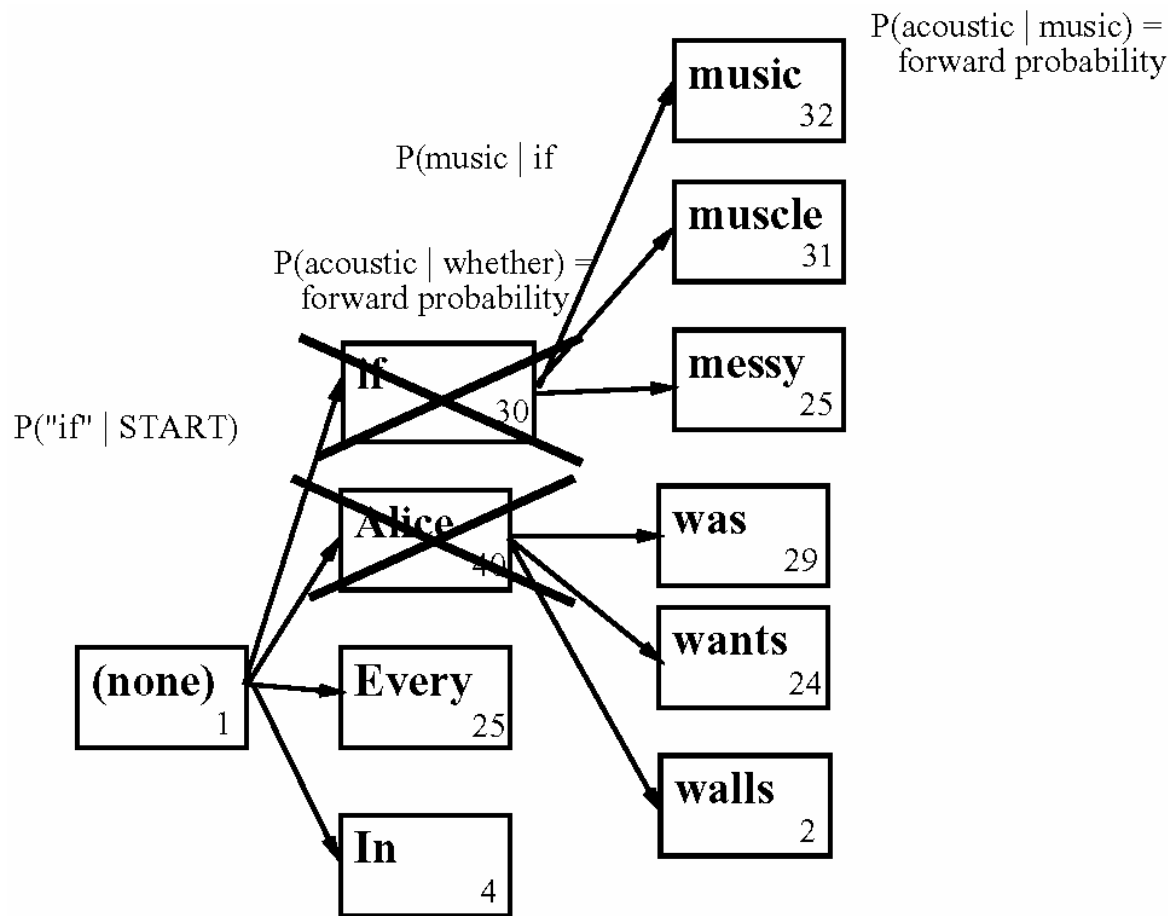 P(acoustic | music) =
forward probability
music
32
P(music | if
muscle
31
P(acoustic | whether) =
forward probability
if
30
messy
25
P("if" | START)
Alice
40
was
29
wants
24
(none)
1
Every
25
walls
2
In
4